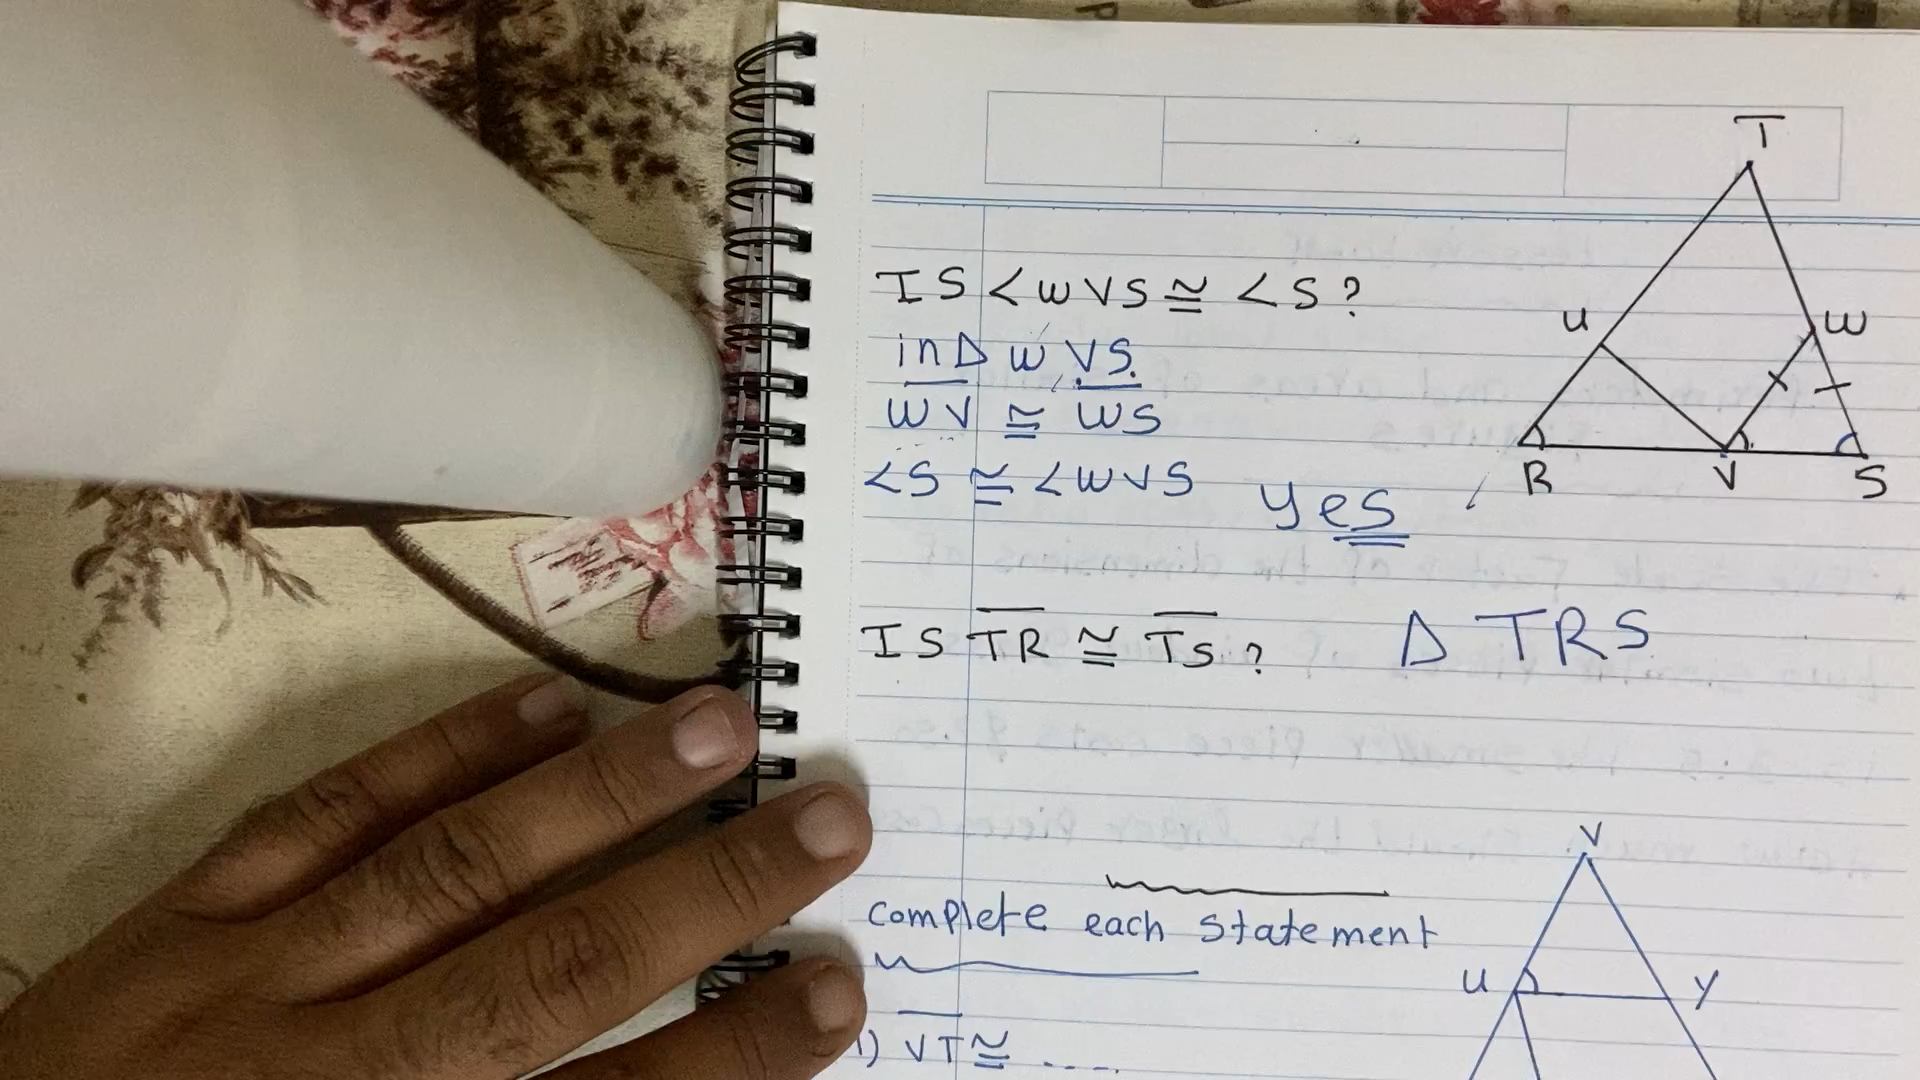 T
IS <WVS ≅ <S?
U
W
in Δ WVS
WV ≅ WS
<S ≅ <WVS
yes
R
V
S
IS TR ≅ TS?
Δ TRS
V
complete each statement
U
Y
1) VT ≅ ....